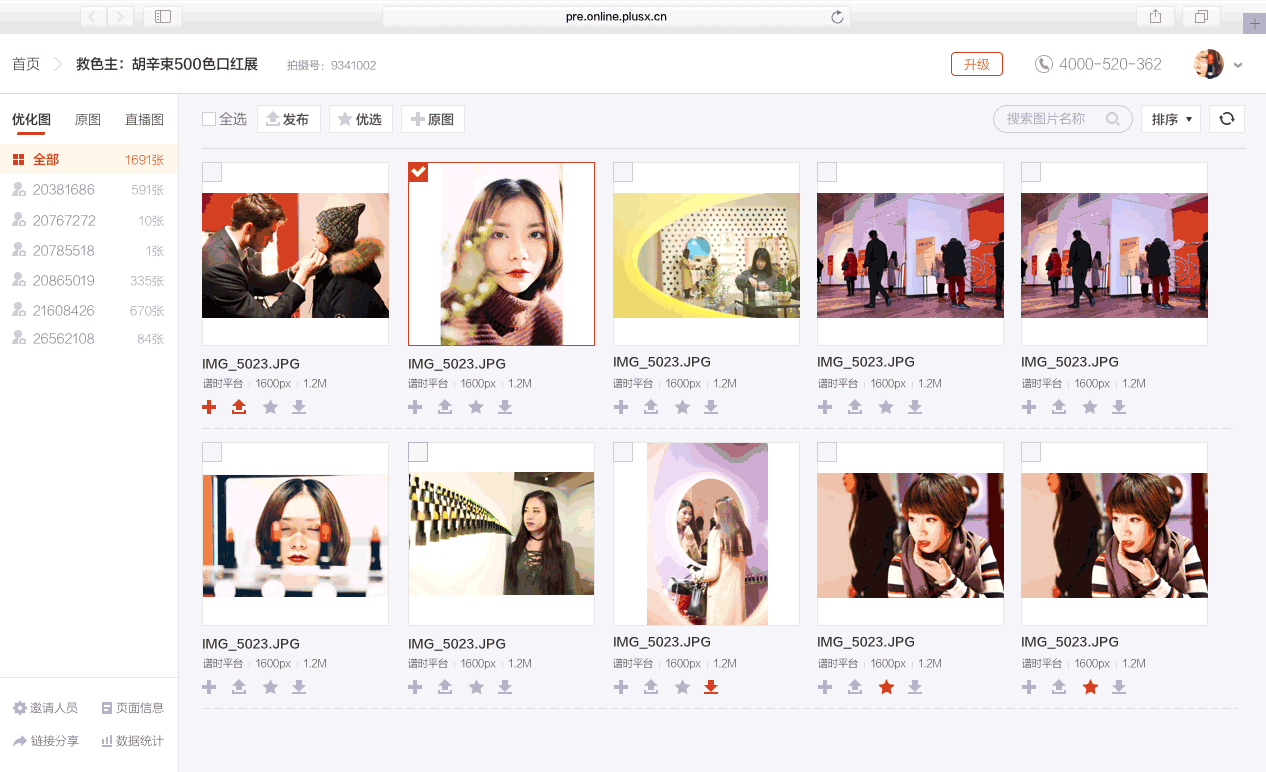 pre.online.plusx.cn
首页 救色主：胡辛束500色口红展 拍摄号：9341002
升级 4000-520-362
优化图 原图 直播图
全部 1691张
20381686 591张
20767272 10张
20785518 1张
20865019 335张
21608426 670张
26562108 84张
邀请人员 页面信息
链接分享 数据统计
全选 发布 优选 原图
搜索图片名称 排序
IMG_5023.JPG
谱时平台 1600px 1.2M
IMG_5023.JPG
谱时平台 1600px 1.2M
IMG_5023.JPG
谱时平台 1600px 1.2M
IMG_5023.JPG
谱时平台 1600px 1.2M
IMG_5023.JPG
谱时平台 1600px 1.2M
IMG_5023.JPG
谱时平台 1600px 1.2M
IMG_5023.JPG
谱时平台 1600px 1.2M
IMG_5023.JPG
谱时平台 1600px 1.2M
IMG_5023.JPG
谱时平台 1600px 1.2M
IMG_5023.JPG
谱时平台 1600px 1.2M